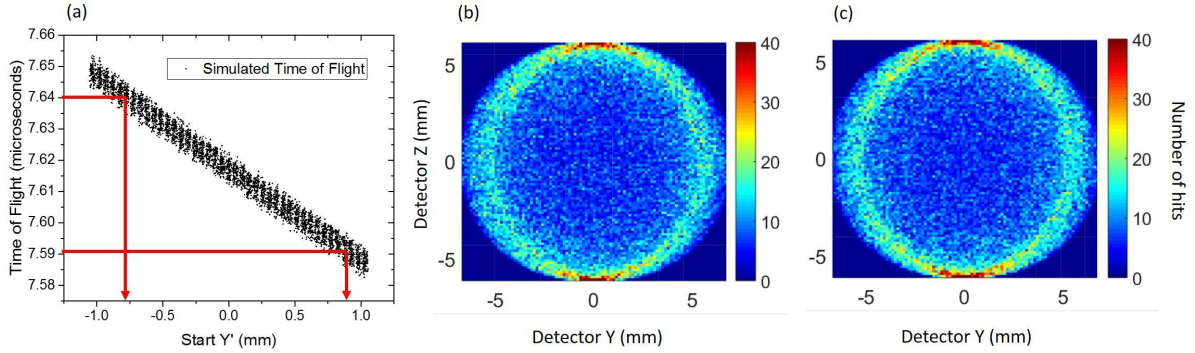 (a)
7.66
7.65
7.64
7.63
7.62
7.61
7.60
7.59
7.58
Time of Flight (microseconds)
Simulated Time of Flight
-1.0 -0.5 0.0 0.5 1.0
Start Y' (mm)
(b)
5
0
-5
Detector Z (mm)
-5 0 5
Detector Y (mm)
40
30
20
10
0
(c)
5
0
-5
-5 0 5
Detector Y (mm)
40
30
20
10
0
Number of hits